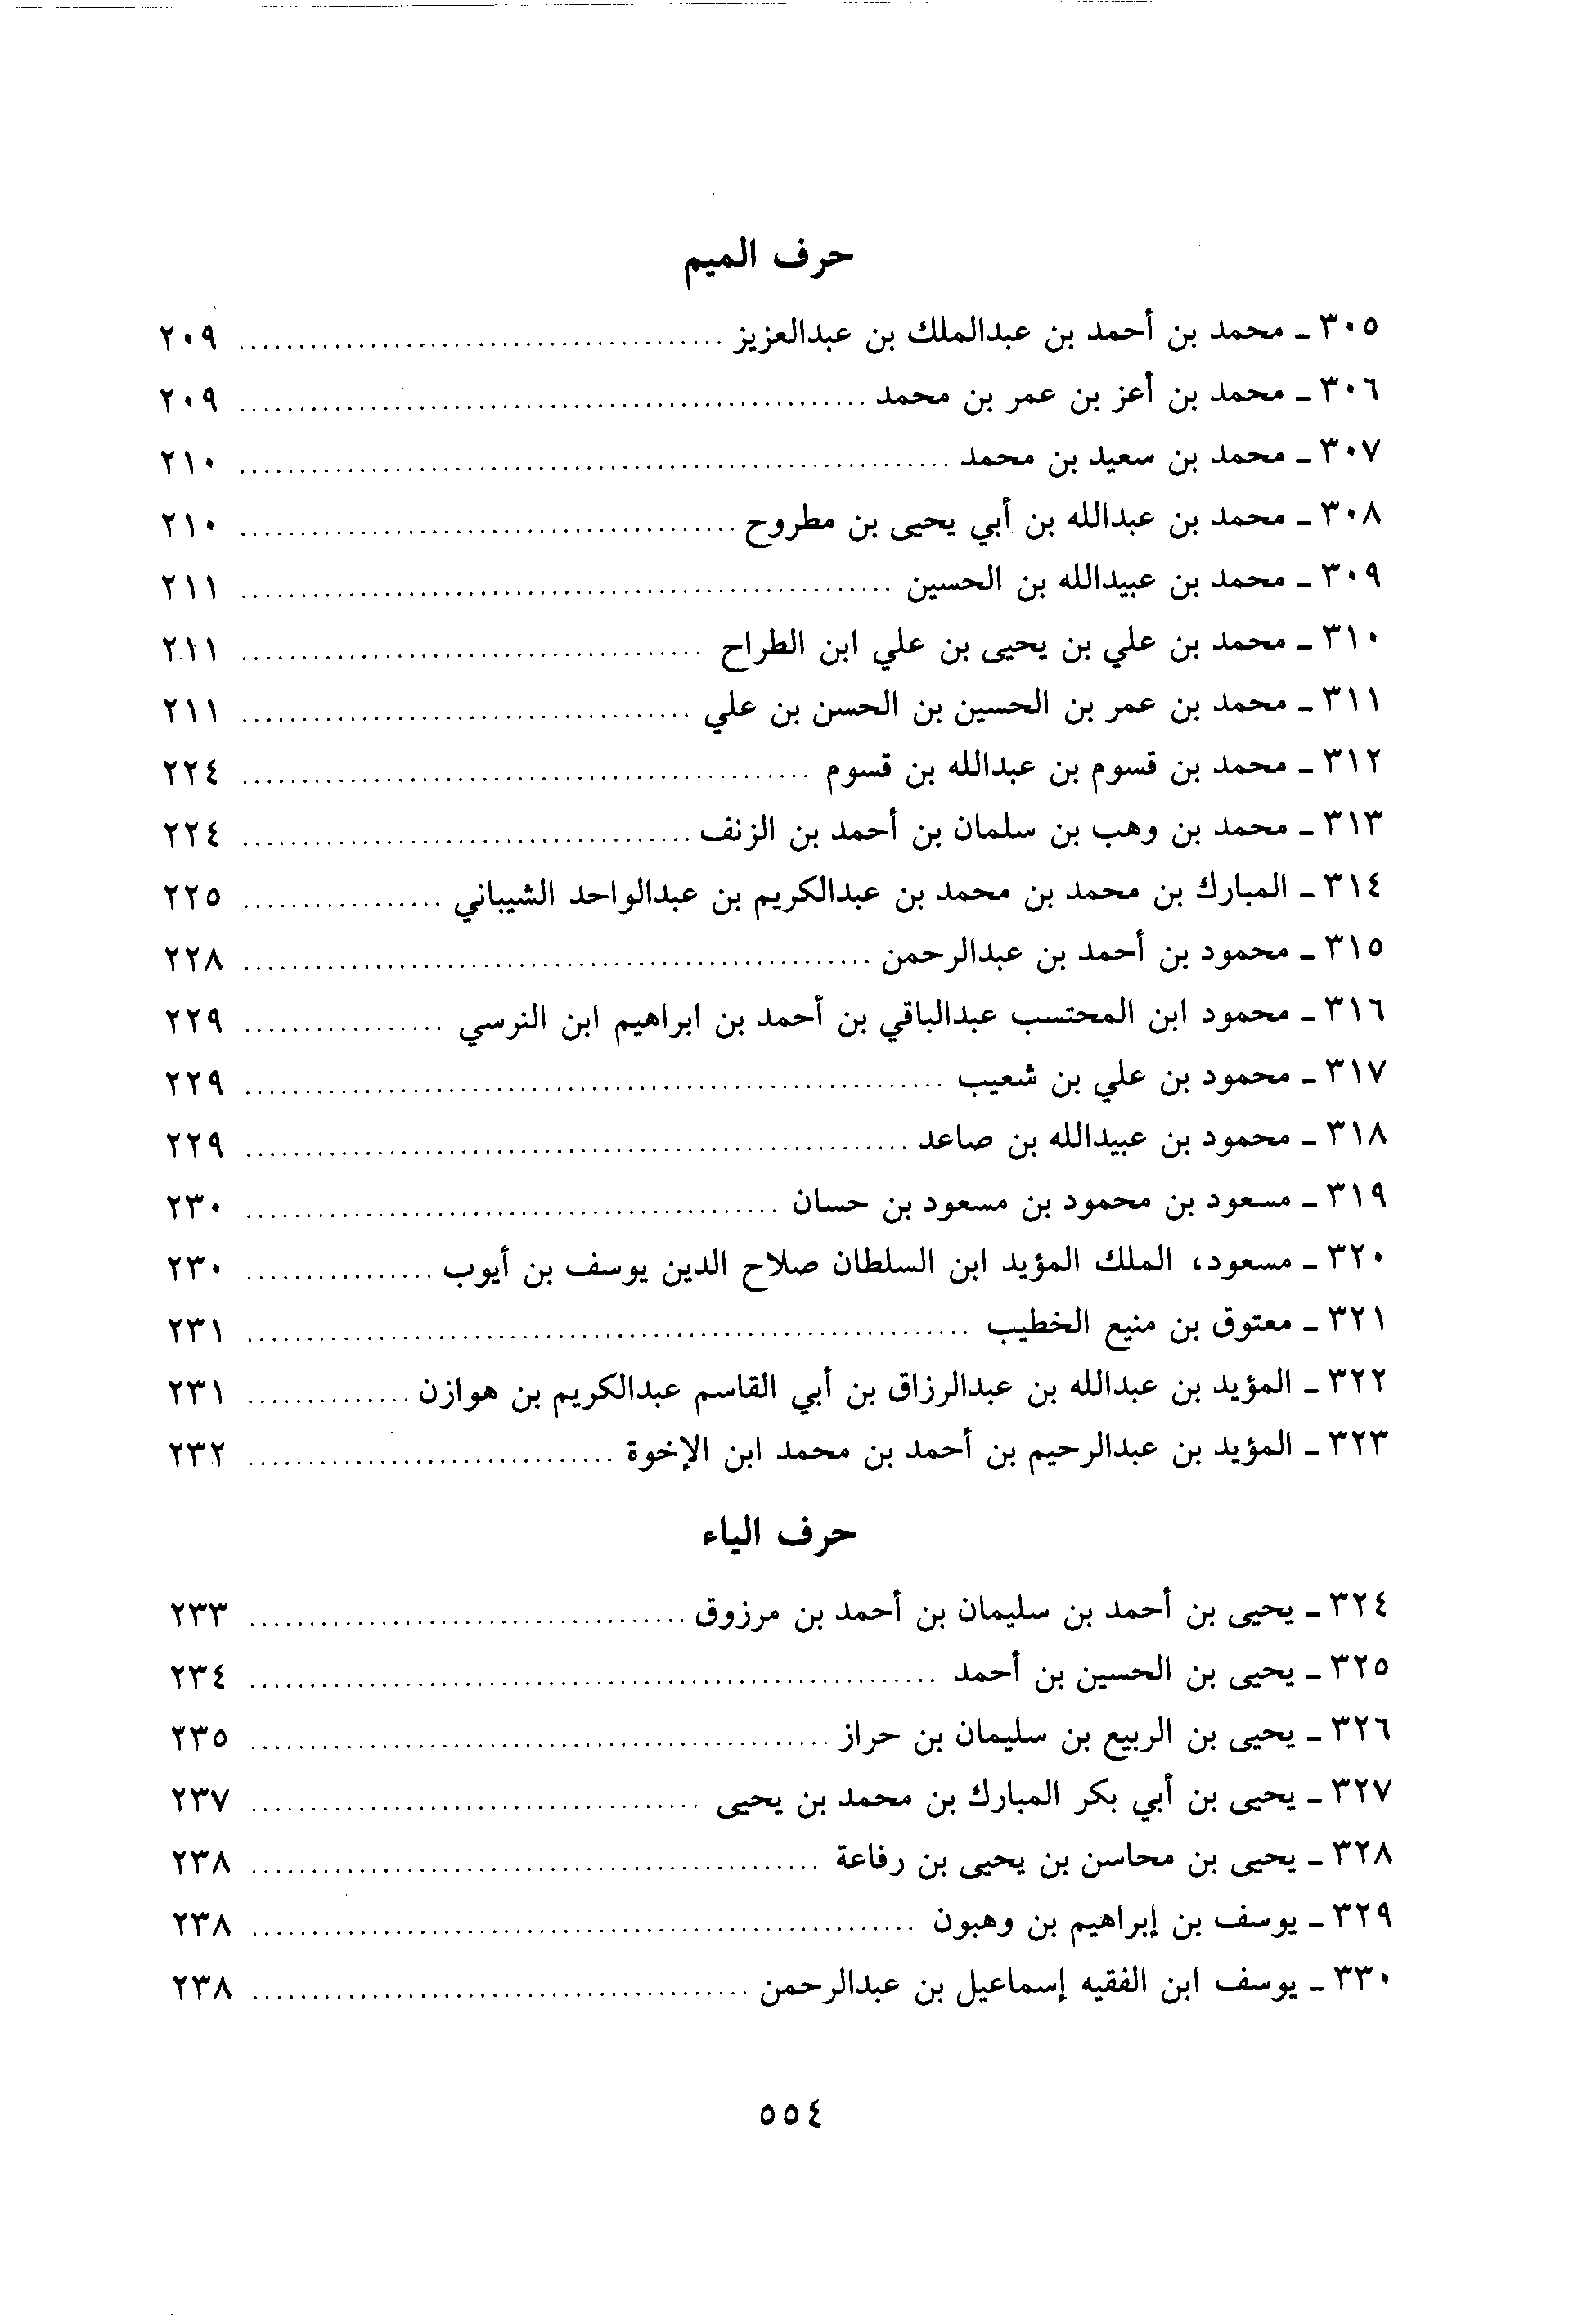 حرف الميم
٣٠٥ - محمد بن أحمد بن عبدالملك بن عبدالعزيز ........ ٢٠٩
٣٠٦ - محمد بن أعز بن عمر بن محمد ........ ٢٠٩
٣٠٧ - محمد بن سعيد بن محمد ........ ٢١٠
٣٠٨ - محمد بن عبدالله بن أبي يحيى بن مطروح ........ ٢١٠
٣٠٩ - محمد بن عبيدالله بن الحسين ........ ٢١١
٣١٠ - محمد بن علي بن يحيى بن علي ابن الطراح ........ ٢١١
٣١١ - محمد بن عمر بن الحسين بن الحسن بن علي ........ ٢١١
٣١٢ - محمد بن قسوم بن عبدالله بن قسوم ........ ٢٢٤
٣١٣ - محمد بن وهب بن سلمان بن أحمد بن الزنف ........ ٢٢٤
٣١٤ - المبارك بن محمد بن محمد بن عبدالكريم بن عبدالواحد الشيباني ........ ٢٢٥
٣١٥ - محمود بن أحمد بن عبدالرحمن ........ ٢٢٨
٣١٦ - محمود ابن المحتسب عبدالباقي بن أحمد بن ابراهيم ابن النرسي ........ ٢٢٩
٣١٧ - محمود بن علي بن شعيب ........ ٢٢٩
٣١٨ - محمود بن عبيدالله بن صاعد ........ ٢٢٩
٣١٩ - مسعود بن محمود بن مسعود بن حسان ........ ٢٣٠
٣٢٠ - مسعود، الملك المؤيد ابن السلطان صلاح الدين يوسف بن أيوب ........ ٢٣٠
٣٢١ - معتوق بن منيع الخطيب ........ ٢٣١
٣٢٢ - المؤيد بن عبدالله بن عبدالرزاق بن أبي القاسم عبدالكريم بن هوازن ........ ٢٣١
٣٢٣ - المؤيد بن عبدالرحيم بن أحمد بن محمد ابن الإخوة ........ ٢٣٢
حرف الياء
٣٢٤ - يحيى بن أحمد بن سليمان بن أحمد بن مرزوق ........ ٢٣٣
٣٢٥ - يحيى بن الحسين بن أحمد ........ ٢٣٤
٣٢٦ - يحيى بن الربيع بن سليمان بن حراز ........ ٢٣٥
٣٢٧ - يحيى بن أبي بكر المبارك بن محمد بن يحيى ........ ٢٣٧
٣٢٨ - يحيى بن محاسن بن يحيى بن رفاعة ........ ٢٣٨
٣٢٩ - يوسف بن إبراهيم بن وهبون ........ ٢٣٨
٣٣٠ - يوسف ابن الفقيه إسماعيل بن عبدالرحمن ........ ٢٣٨
٥٥٤